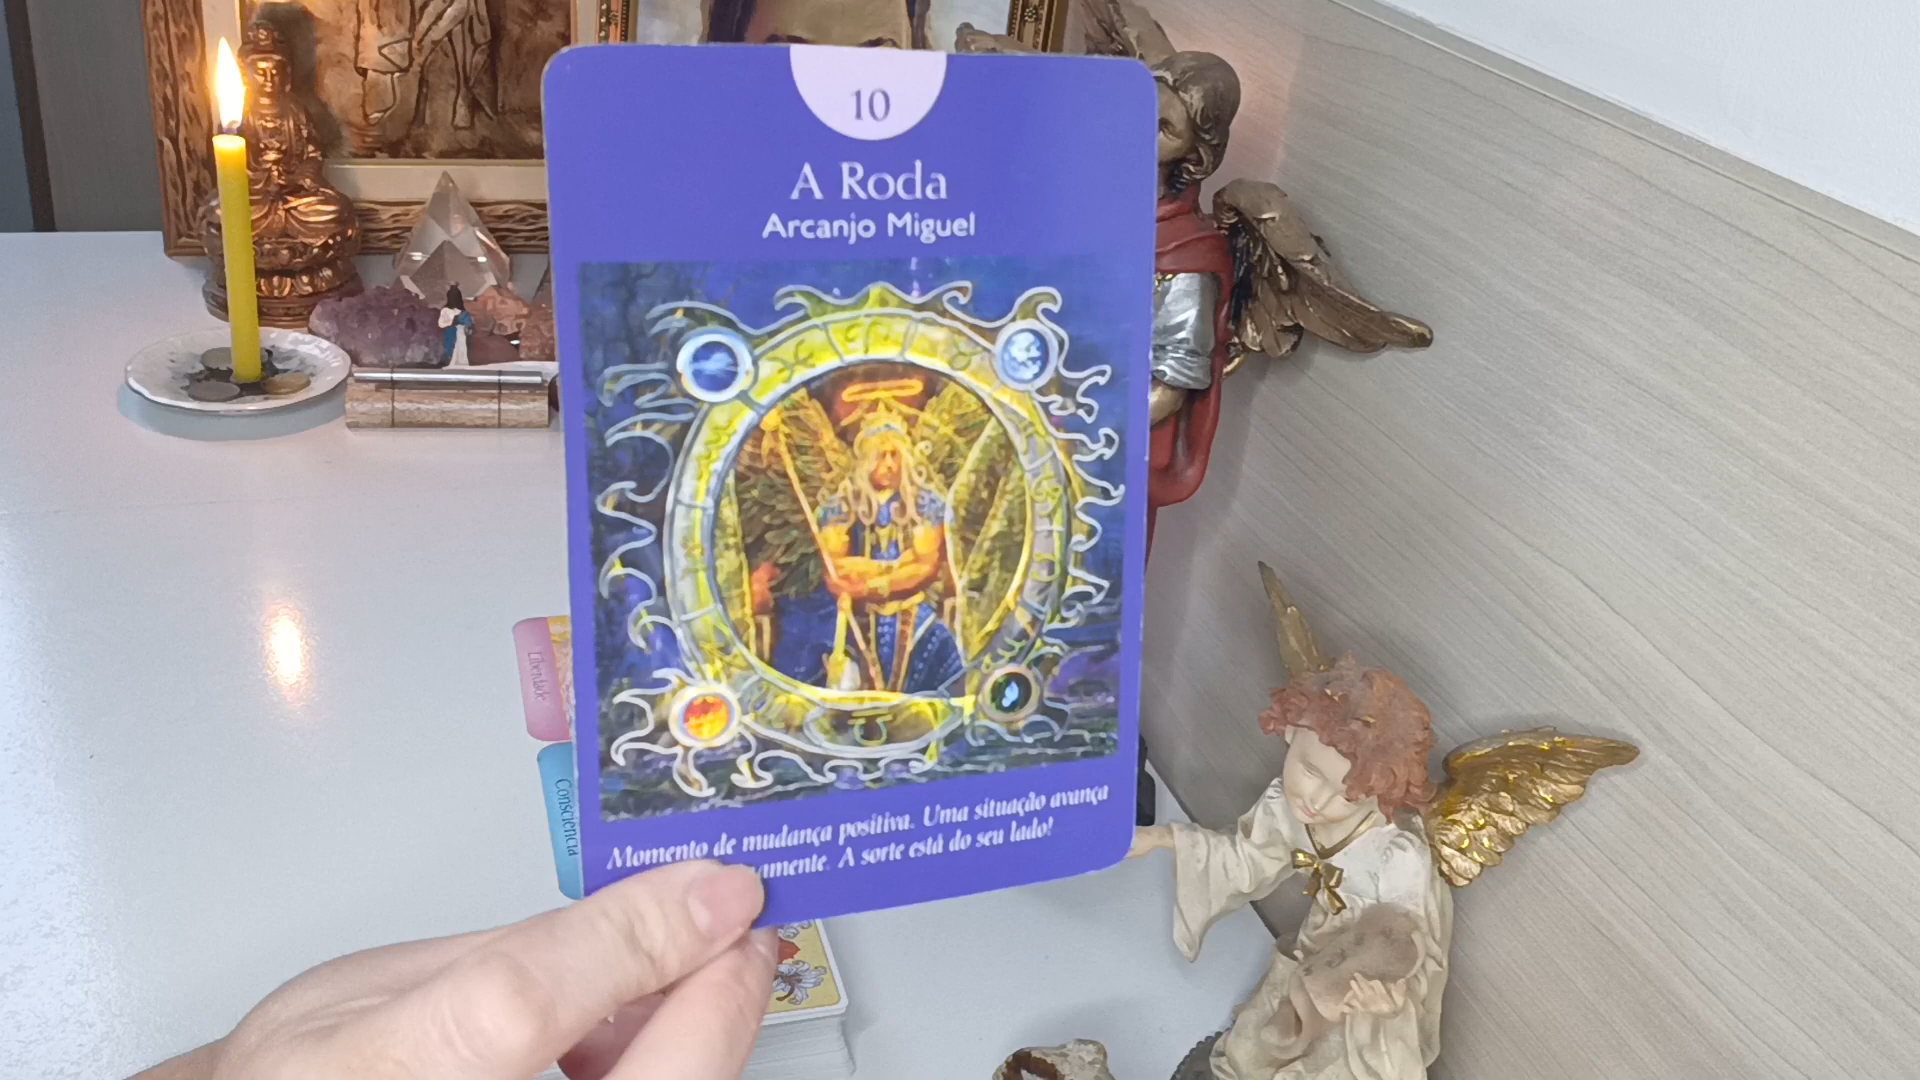 10
A Roda
Arcanjo Miguel
Momento de mudança positiva. Uma situação avança
A sorte está do seu lado!
Liberdade
Consciência